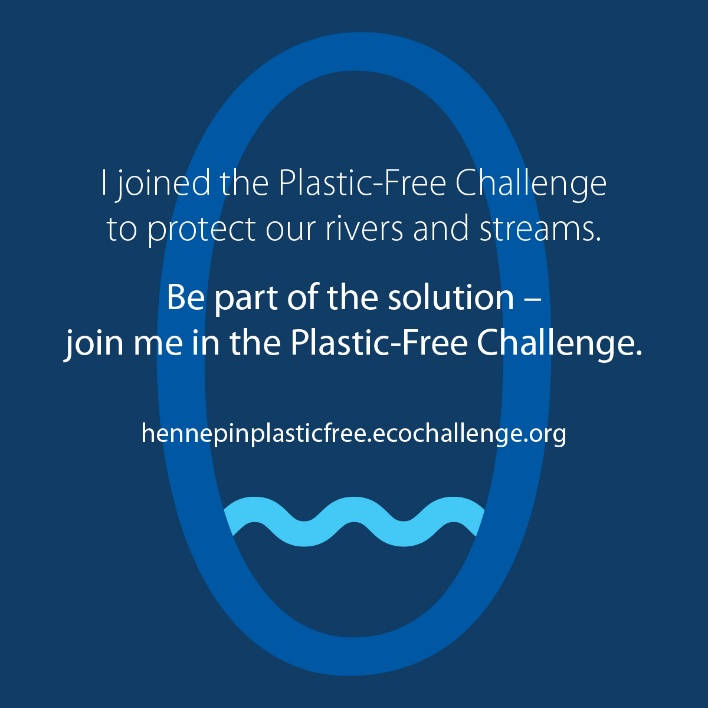 I joined the Plastic-Free Challenge
to protect our rivers and streams.
Be part of the solution –
join me in the Plastic-Free Challenge.
hennepinplasticfree.ecochallenge.org